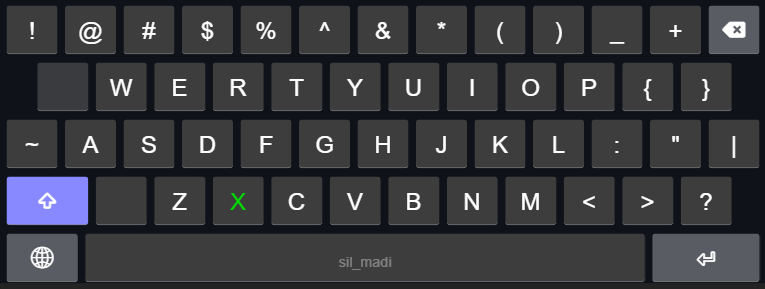 ! @ # $ % ^ & * ( ) _ +
W E R T Y U I O P { }
~ A S D F G H J K L : " |
Z X C V B N M < > ?
sil_madi